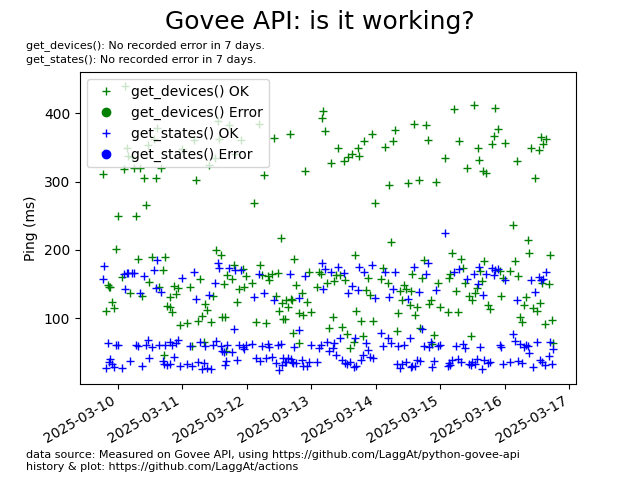 Govee API: is it working?
get_devices(): No recorded error in 7 days.
get_states(): No recorded error in 7 days.
get_devices() OK
get_devices() Error
get_states() OK
get_states() Error
Ping (ms)
400
300
200
100
2025-03-10
2025-03-11
2025-03-12
2025-03-13
2025-03-14
2025-03-15
2025-03-16
2025-03-17
data source: Measured on Govee API, using https://github.com/LaggAt/python-govee-api
history & plot: https://github.com/LaggAt/actions